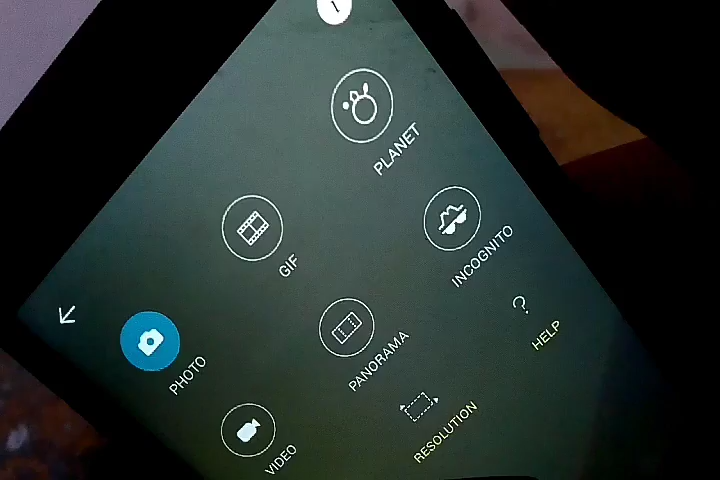 PHOTO
GIF
PLANET
VIDEO
PANORAMA
INCOGNITO
RESOLUTION
HELP